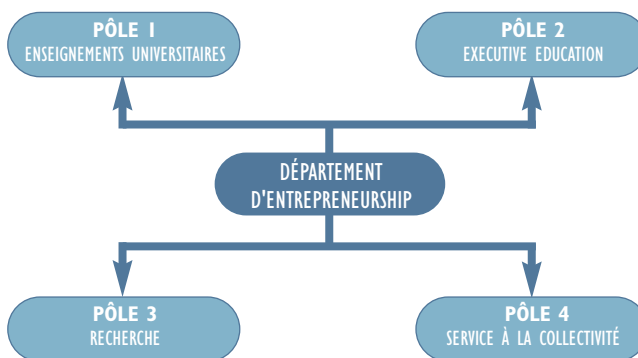 PÔLE 1
ENSEIGNEMENTS UNIVERSITAIRES
PÔLE 2
EXECUTIVE EDUCATION
DÉPARTEMENT
D'ENTREPRENEURSHIP
PÔLE 3
RECHERCHE
PÔLE 4
SERVICE À LA COLLECTIVITÉ